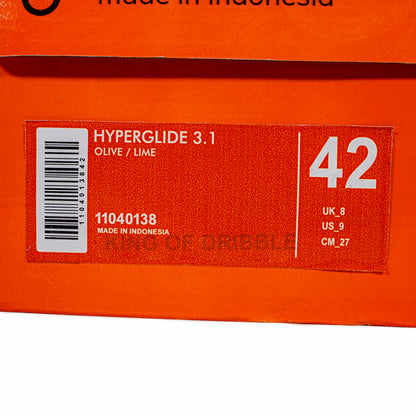 made in Indonesia
HYPERGLIDE 3.1
OLIVE / LIME
42
1104013842
11040138
MADE IN INDONESIA
KING OF DRIBBLE
UK_8
US_9
CM_27